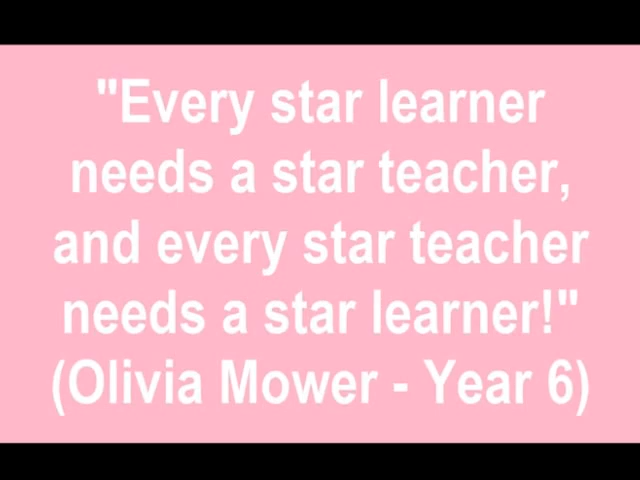 "Every star learner
needs a star teacher,
and every star teacher
needs a star learner!"
(Olivia Mower - Year 6)